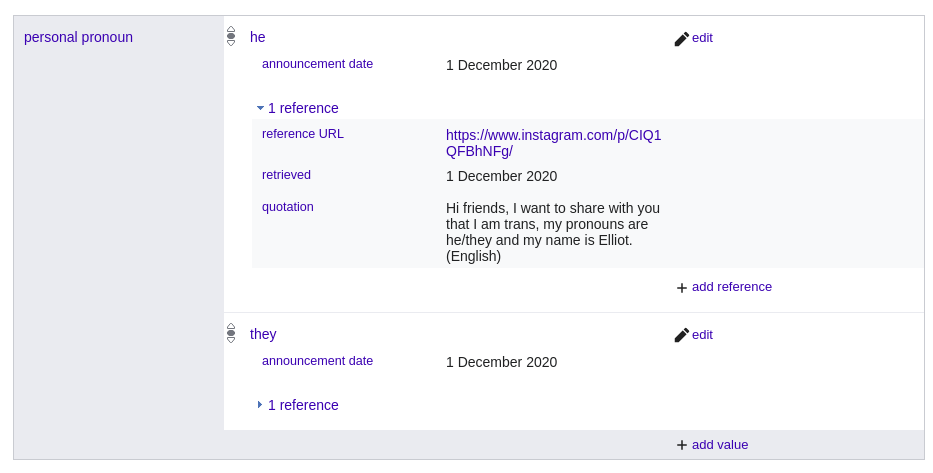 personal pronoun
he
edit
announcement date
1 December 2020
1 reference
reference URL
https://www.instagram.com/p/CIQ1
QFBhNFg/
retrieved
1 December 2020
quotation
Hi friends, I want to share with you
that I am trans, my pronouns are
he/they and my name is Elliot.
(English)
+ add reference
they
edit
announcement date
1 December 2020
1 reference
+ add value